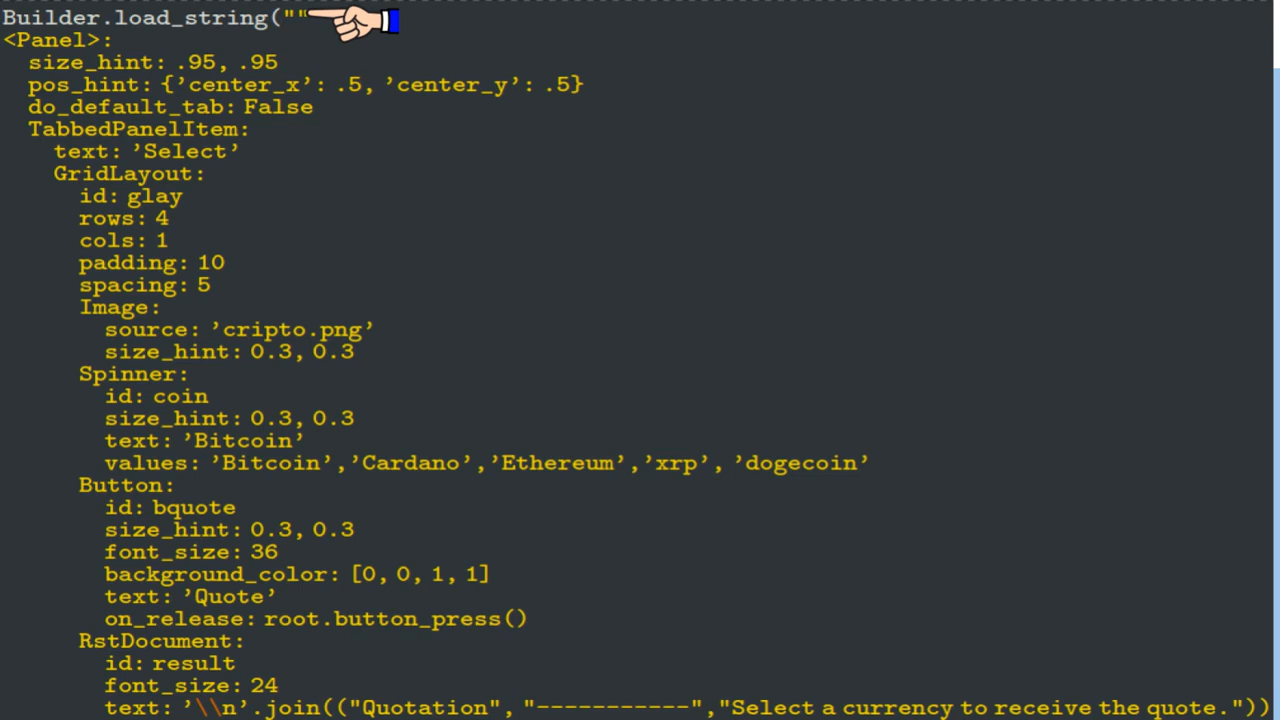 Builder.load_string(""
<Panel>:
  size_hint: .95, .95
  pos_hint: {'center_x': .5, 'center_y': .5}
  do_default_tab: False
  TabbedPanelItem:
    text: 'Select'
    GridLayout:
      id: glay
      rows: 4
      cols: 1
      padding: 10
      spacing: 5
      Image:
        source: 'cripto.png'
        size_hint: 0.3, 0.3
      Spinner:
        id: coin
        size_hint: 0.3, 0.3
        text: 'Bitcoin'
        values: 'Bitcoin','Cardano','Ethereum','xrp', 'dogecoin'
      Button:
        id: bquote
        size_hint: 0.3, 0.3
        font_size: 36
        background_color: [0, 0, 1, 1]
        text: 'Quote'
        on_release: root.button_press()
      RstDocument:
        id: result
        font_size: 24
        text: '\\n'.join(("Quotation", "-----------","Select a currency to receive the quote."))